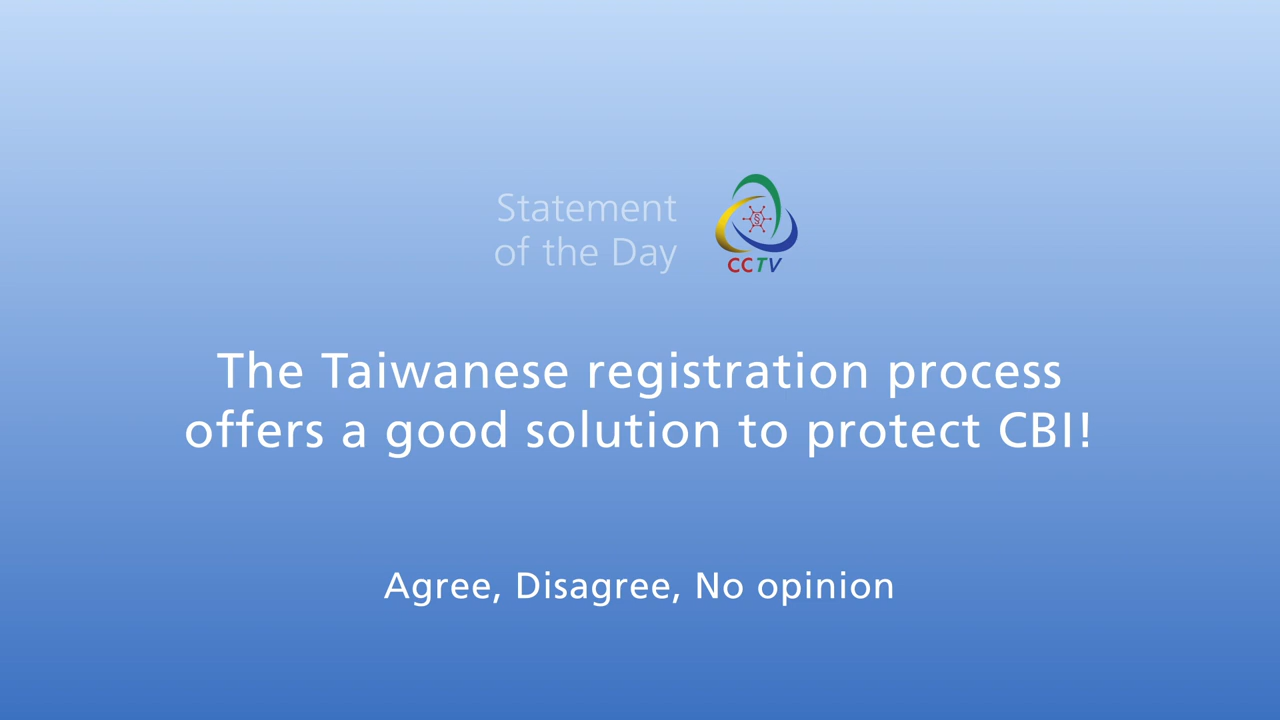 Statement
of the Day
§
CCTV
The Taiwanese registration process
offers a good solution to protect CBI!
Agree, Disagree, No opinion